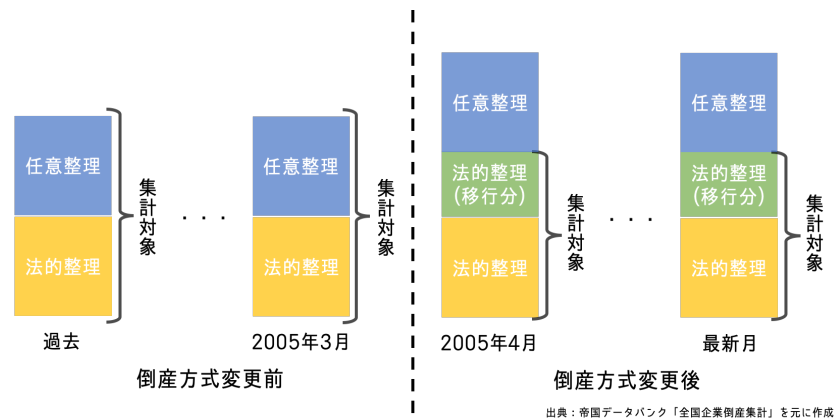 任意整理
法的整理
集計対象
過去
・・・
任意整理
法的整理
集計対象
2005年3月
倒産方式変更前
任意整理
法的整理
(移行分)
法的整理
集計対象
2005年4月
・・・
任意整理
法的整理
(移行分)
法的整理
集計対象
最新月
倒産方式変更後
出典：帝国データバンク「全国企業倒産集計」を元に作成